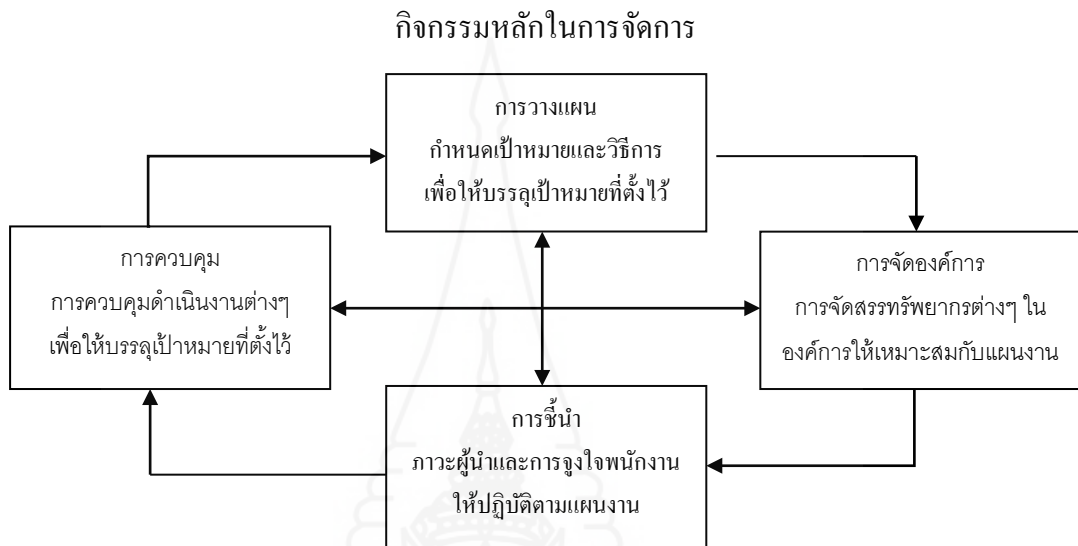 กิจกรรมหลักในการจัดการ
การวางแผน
กำหนดเป้าหมายและวิธีการ
เพื่อให้บรรลุเป้าหมายที่ตั้งไว้
การควบคุม
การควบคุมดำเนินงานต่างๆ
เพื่อให้บรรลุเป้าหมายที่ตั้งไว้
การจัดองค์การ
การจัดสรรทรัพยากรต่างๆ ใน
องค์การให้เหมาะสมกับแผนงาน
การชี้นำ
ภาวะผู้นำและการจูงใจพนักงาน
ให้ปฏิบัติตามแผนงาน